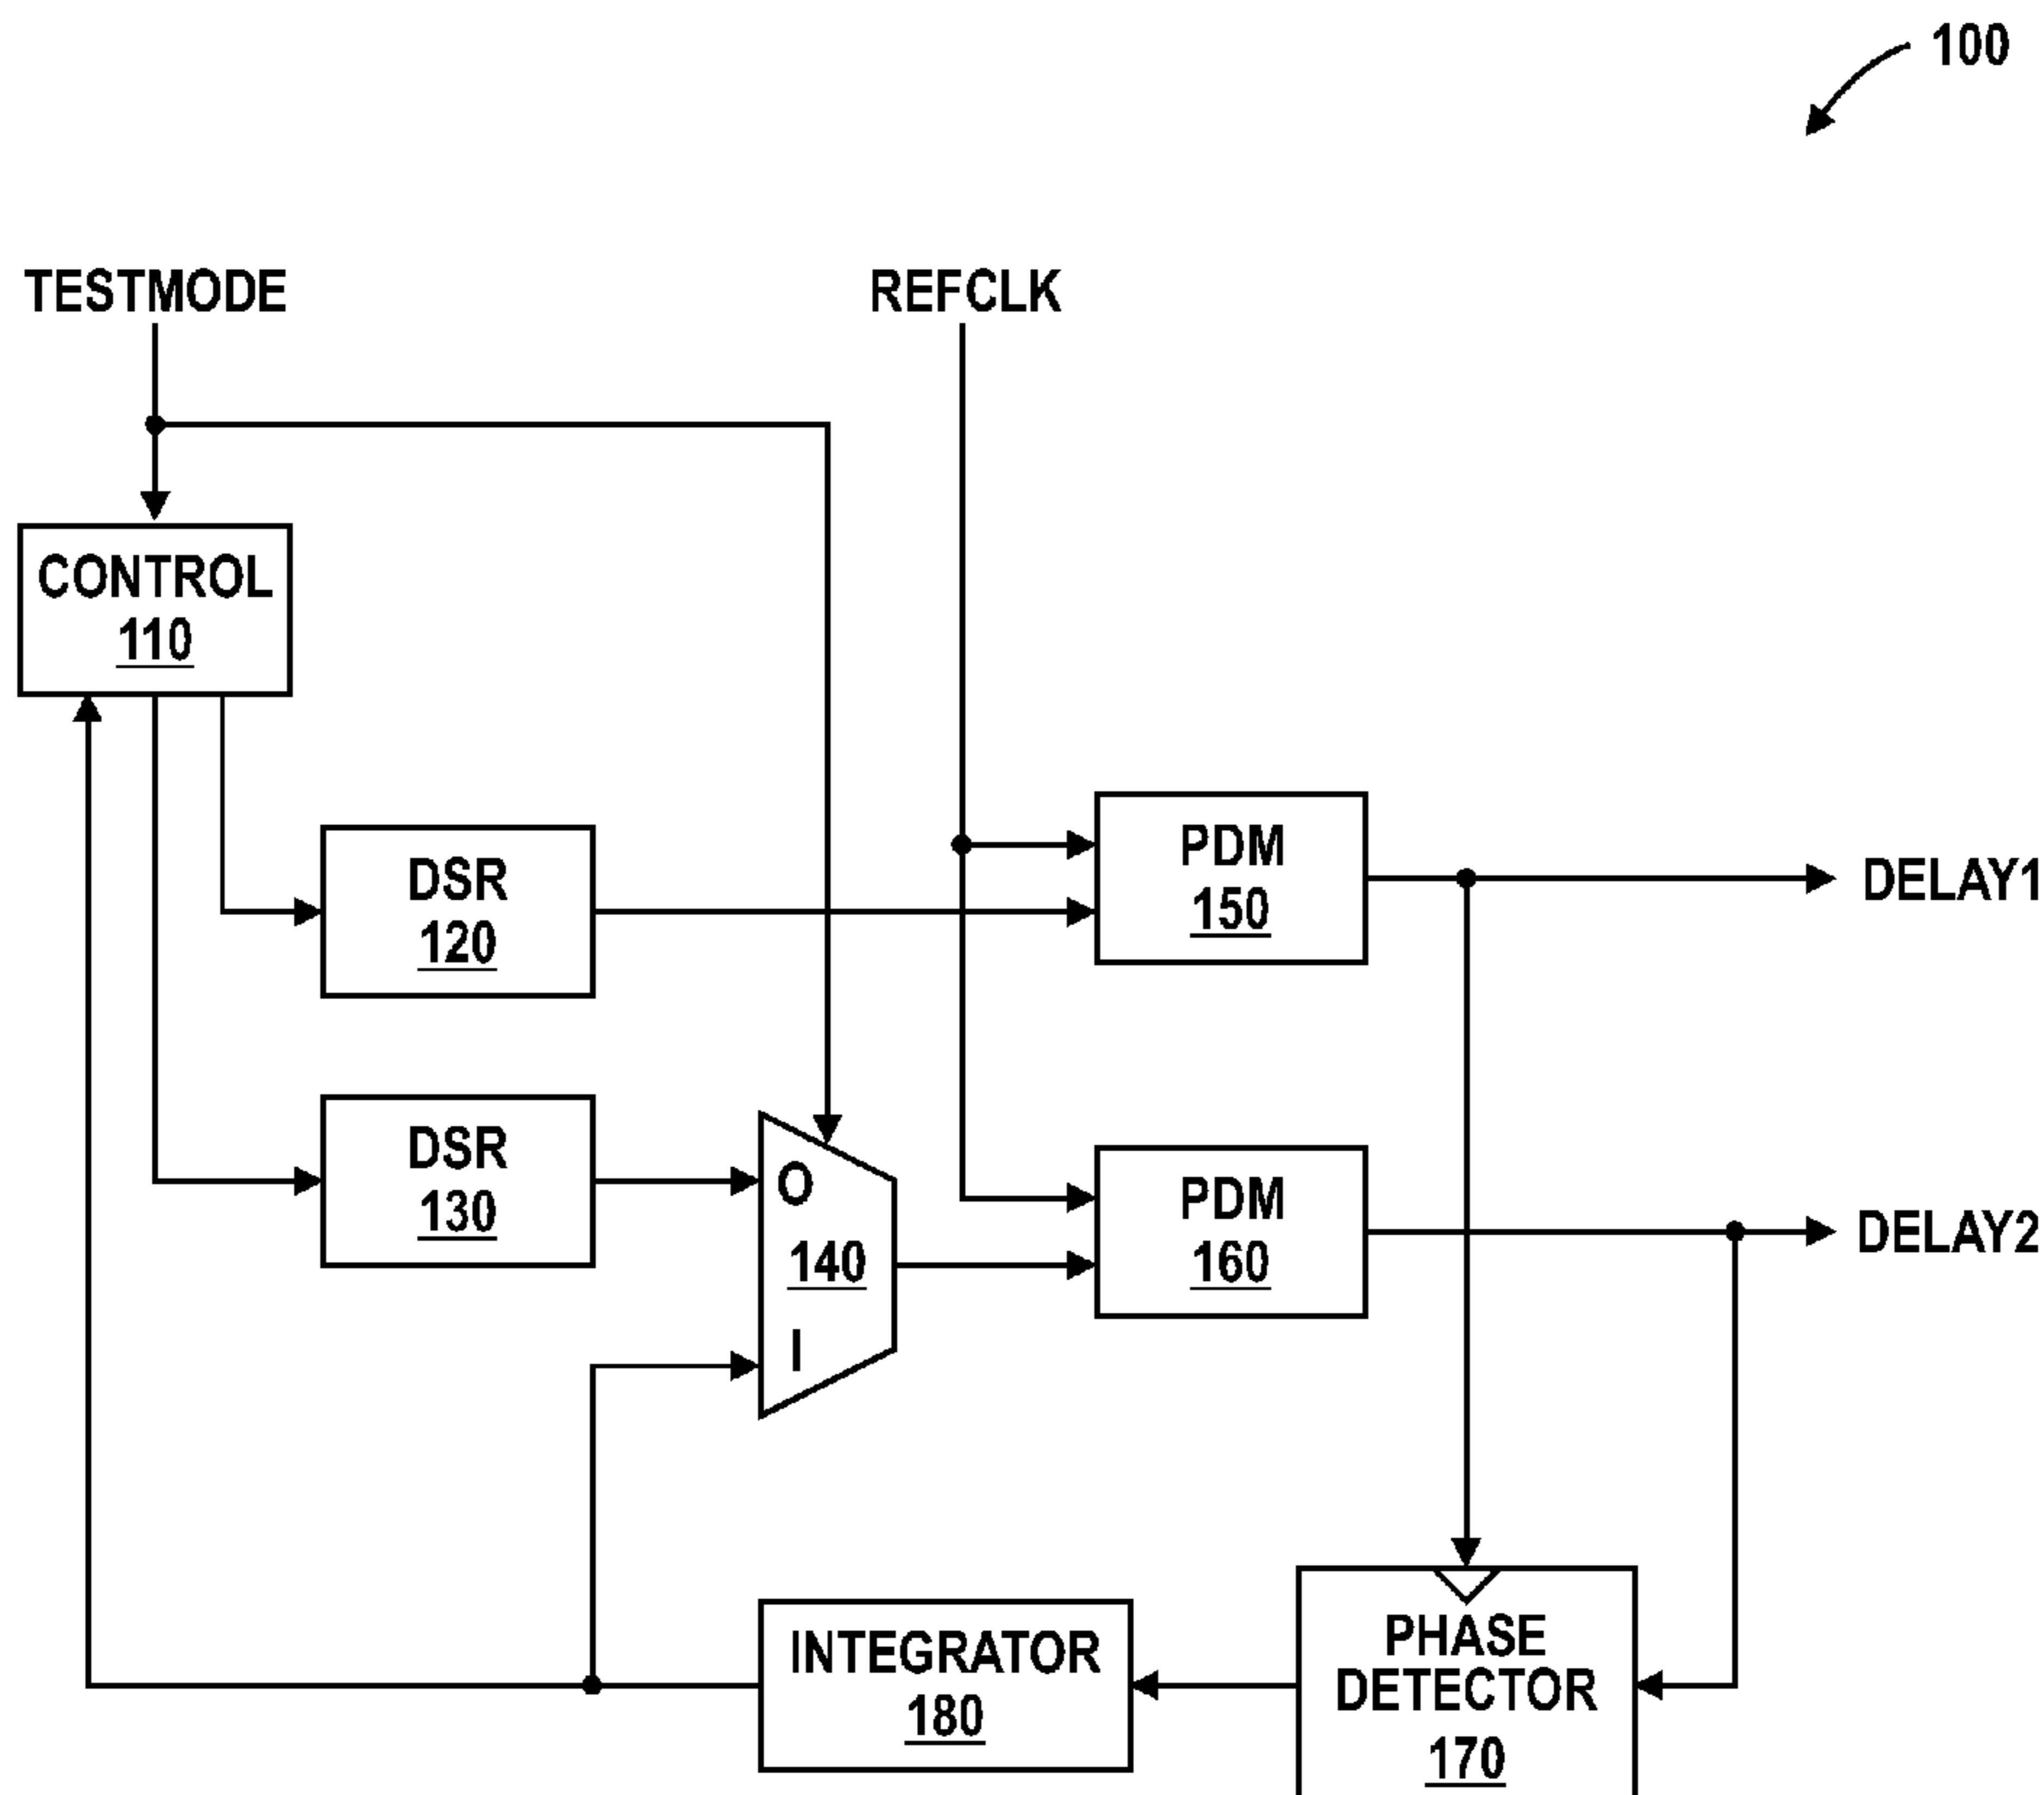 100
TESTMODE
REFCLK
CONTROL
110
DSR
120
PDM
150
DELAY1
DSR
130
O
140
I
PDM
160
DELAY2
INTEGRATOR
180
PHASE
DETECTOR
170